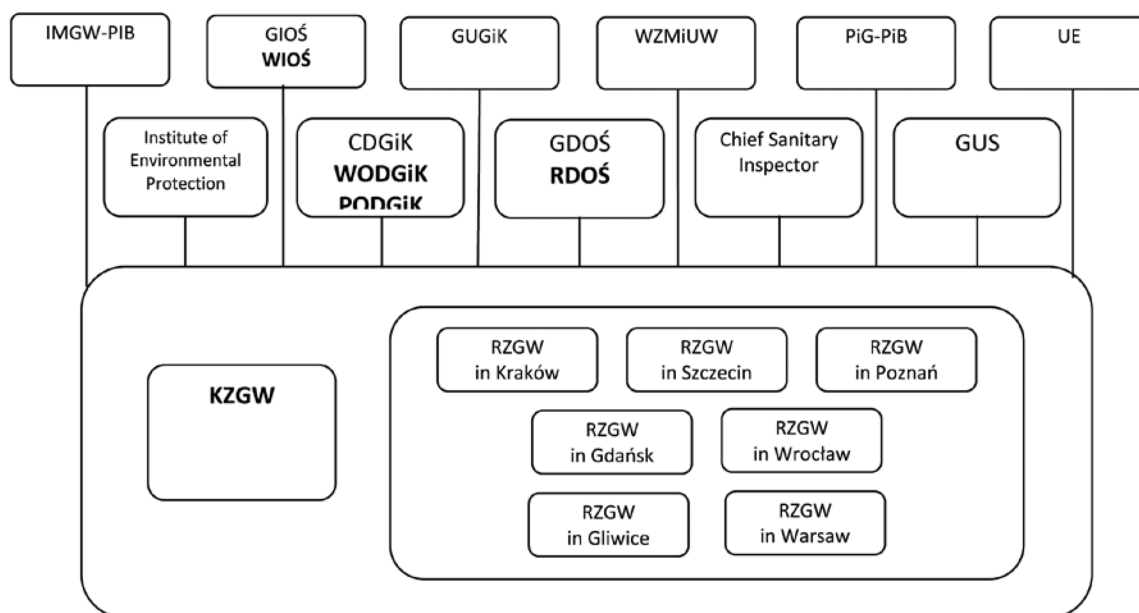 IMGW-PIB
GIOŚ
WIOŚ
GUGiK
WZMiUW
PiG-PiB
UE
Institute of
Environmental
Protection
CDGiK
WODGiK
PODGiK
GDOŚ
RDOŚ
Chief Sanitary
Inspector
GUS
KZGW
RZGW
in Kraków
RZGW
in Szczecin
RZGW
in Poznań
RZGW
in Gdańsk
RZGW
in Wrocław
RZGW
in Gliwice
RZGW
in Warsaw